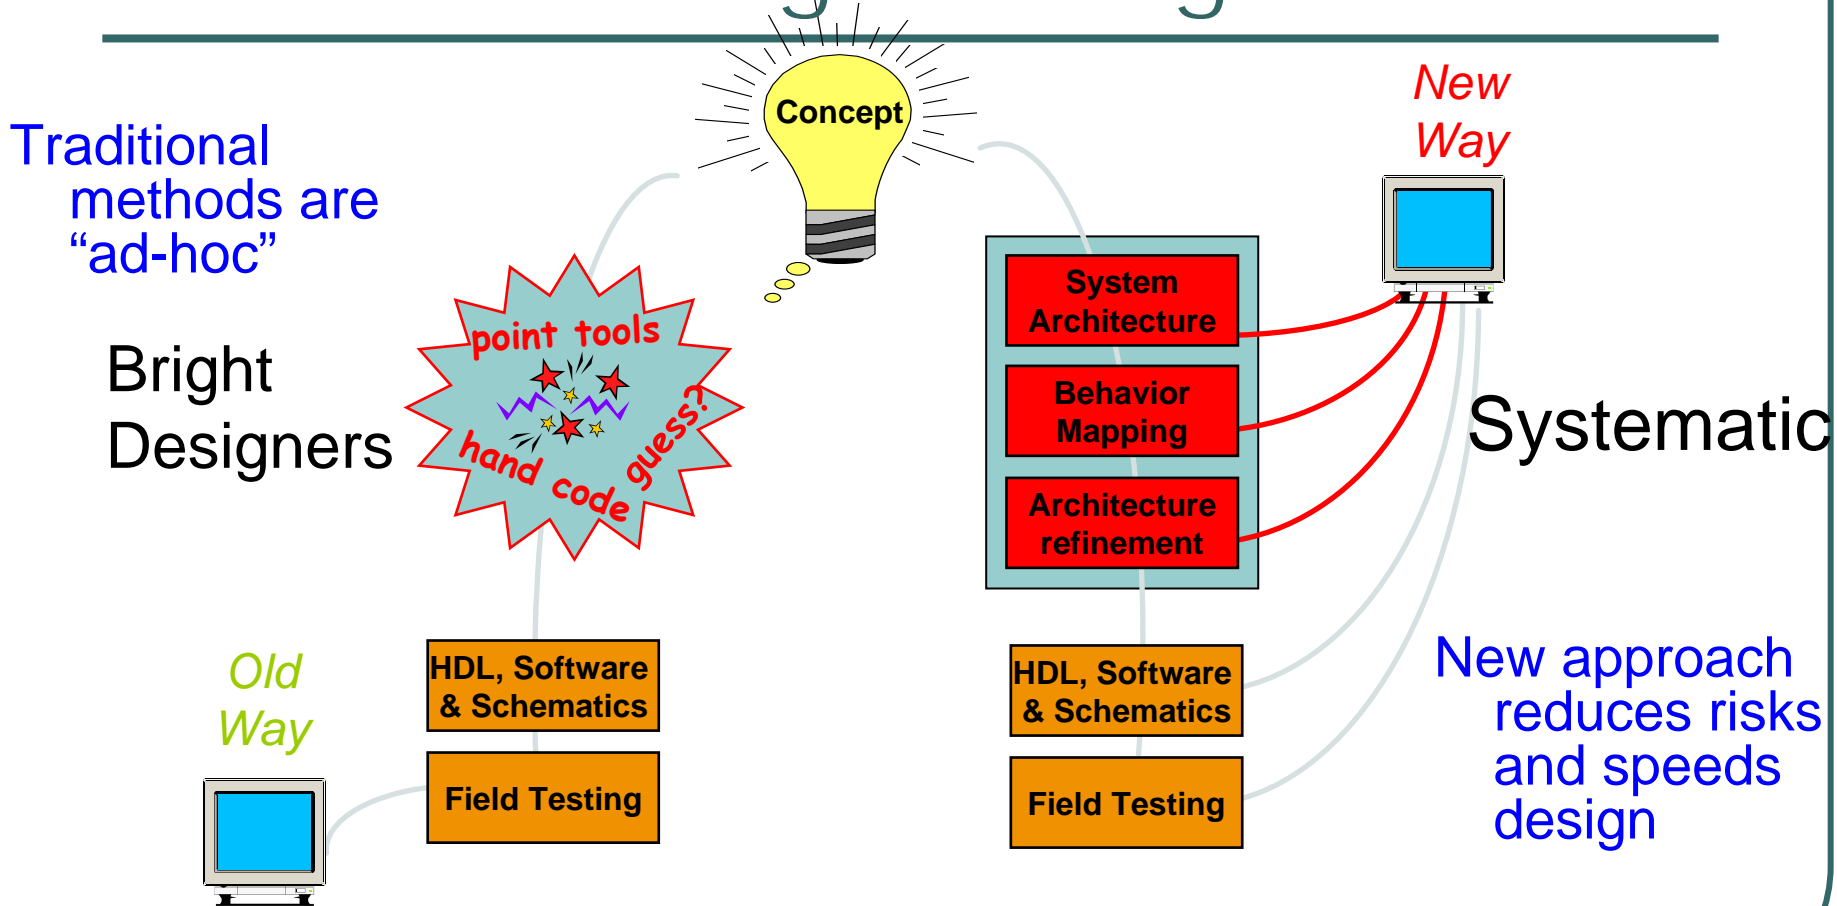 Concept
Traditional
methods are
“ad-hoc”
Bright
Designers
point tools
guess?
hand code
HDL, Software
& Schematics
Field Testing
Old
Way
New
Way
System
Architecture
Behavior
Mapping
Architecture
refinement
HDL, Software
& Schematics
Field Testing
Systematic
New approach
reduces risks
and speeds
design